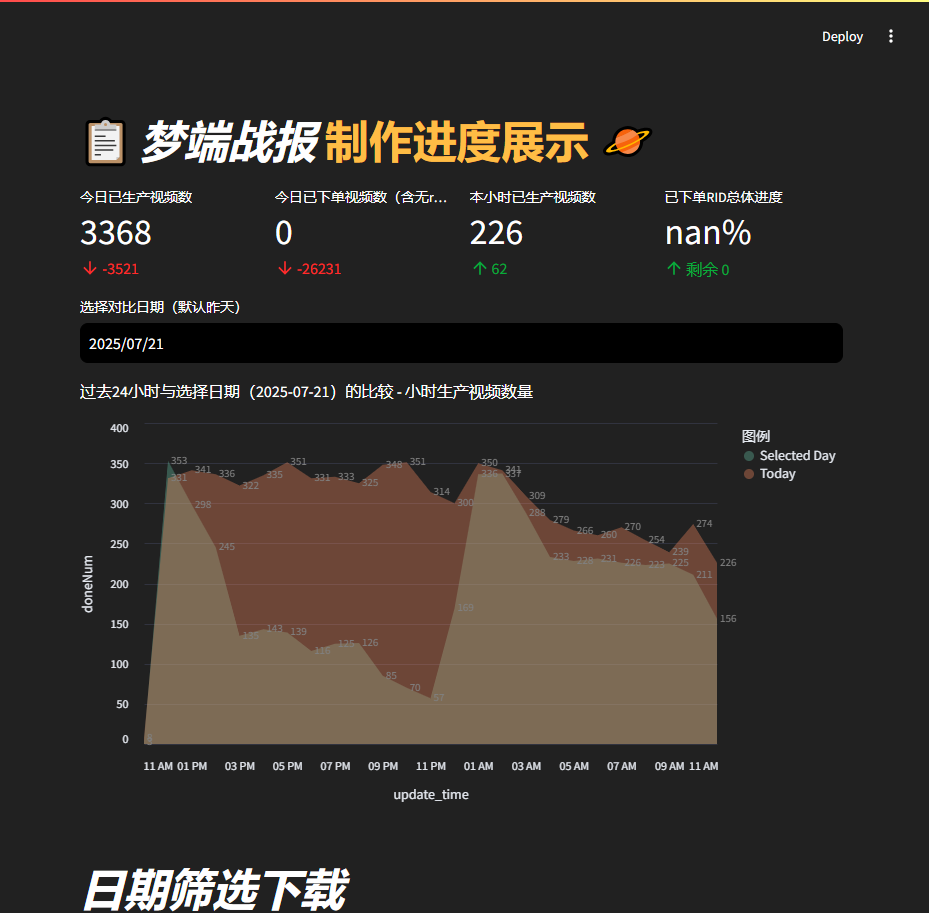 Deploy
梦端战报 制作进度展示
今日已生产视频数
3368
-3521
今日已下单视频数（含无r...
0
-26231
本小时已生产视频数
226
62
已下单RID总体进度
nan%
剩余 0
选择对比日期（默认昨天）
2025/07/21
过去24小时与选择日期（2025-07-21）的比较 - 小时生产视频数量
图例
Selected Day
Today
doneNum
400
350
300
250
200
150
100
50
0
353 341 336 322 335 351 331 333 325 348 351 314 300 350 341 309 279 266 260 270 254 239 274 226
331 298 245 143 139 116 125 126 85 70 57 169 336 337 288 233 228 231 226 223 225 211 156
11 AM 01 PM 03 PM 05 PM 07 PM 09 PM 11 PM 01 AM 03 AM 05 AM 07 AM 09 AM 11 AM
update_time
日期筛选下载